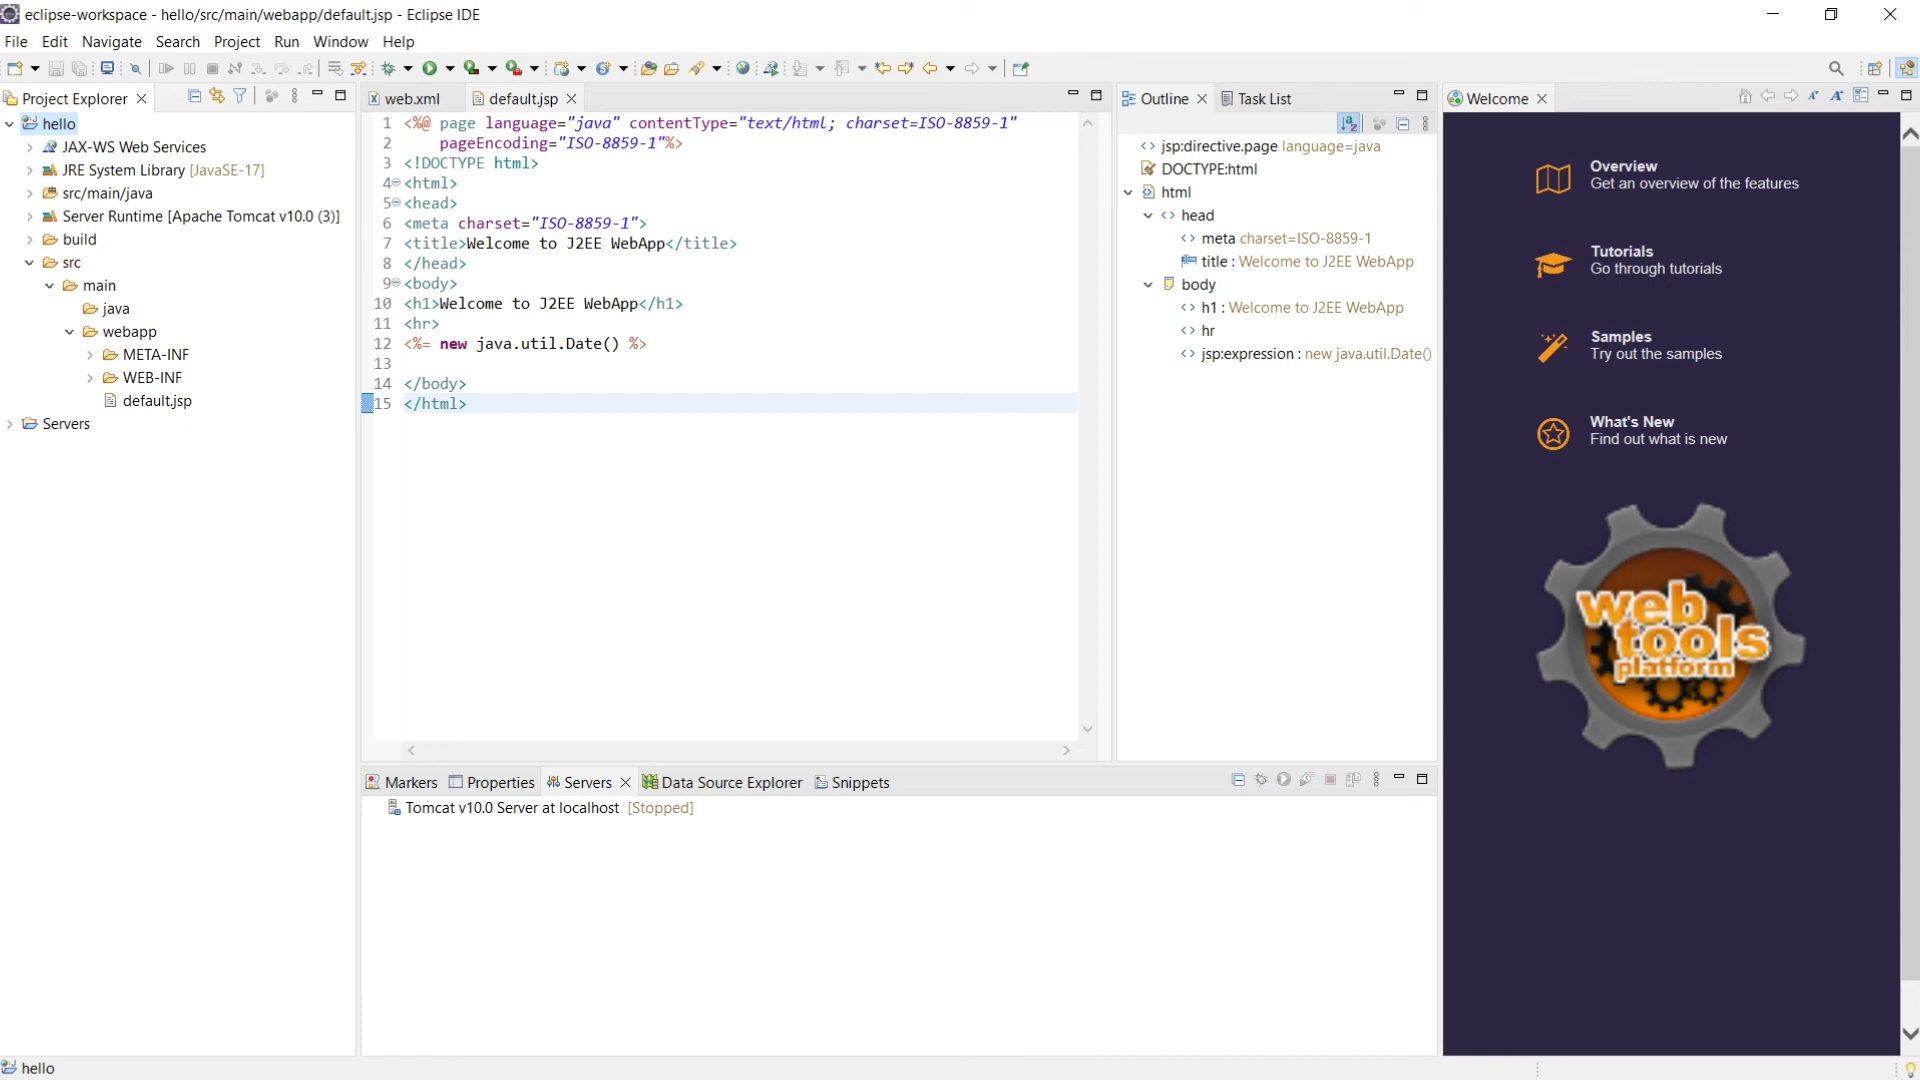 eclipse-workspace - hello/src/main/webapp/default.jsp - Eclipse IDE
File Edit Navigate Search Project Run Window Help
Project Explorer
hello
JAX-WS Web Services
JRE System Library [JavaSE-17]
src/main/java
Server Runtime [Apache Tomcat v10.0 (3)]
build
src
main
java
webapp
META-INF
WEB-INF
default.jsp
Servers
web.xml default.jsp
1 <%@ page language="java" contentType="text/html; charset=ISO-8859-1"
2 pageEncoding="ISO-8859-1"%>
3 <!DOCTYPE html>
4 <html>
5 <head>
6 <meta charset="ISO-8859-1">
7 <title>Welcome to J2EE WebApp</title>
8 </head>
9 <body>
10 <h1>Welcome to J2EE WebApp</h1>
11 <hr>
12 <%= new java.util.Date() %>
13
14 </body>
15 </html>
Outline Task List
jsp:directive.page language=java
DOCTYPE:html
html
head
meta charset=ISO-8859-1
title : Welcome to J2EE WebApp
body
h1 : Welcome to J2EE WebApp
hr
jsp:expression : new java.util.Date()
Welcome
Overview
Get an overview of the features
Tutorials
Go through tutorials
Samples
Try out the samples
What's New
Find out what is new
web
tools
platform
Markers Properties Servers Data Source Explorer Snippets
Tomcat v10.0 Server at localhost [Stopped]
hello